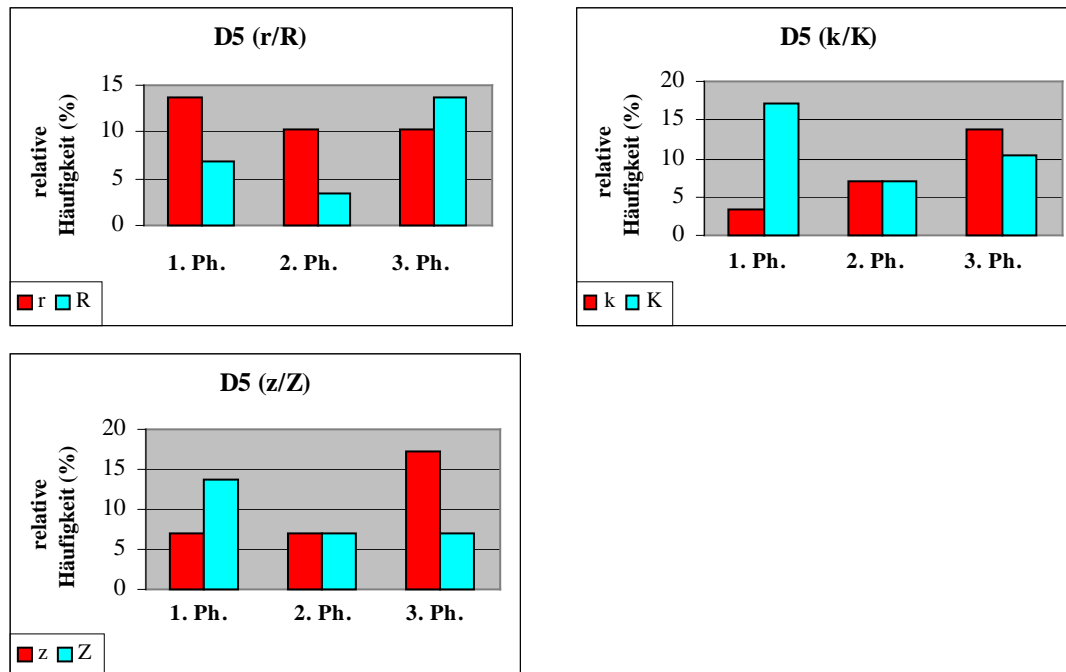 D5 (r/R)
relative
Häufigkeit (%)
15
10
5
0
1. Ph. 2. Ph. 3. Ph.
r R
D5 (k/K)
relative
Häufigkeit (%)
20
15
10
5
0
1. Ph. 2. Ph. 3. Ph.
k K
D5 (z/Z)
relative
Häufigkeit (%)
20
15
10
5
0
1. Ph. 2. Ph. 3. Ph.
z Z